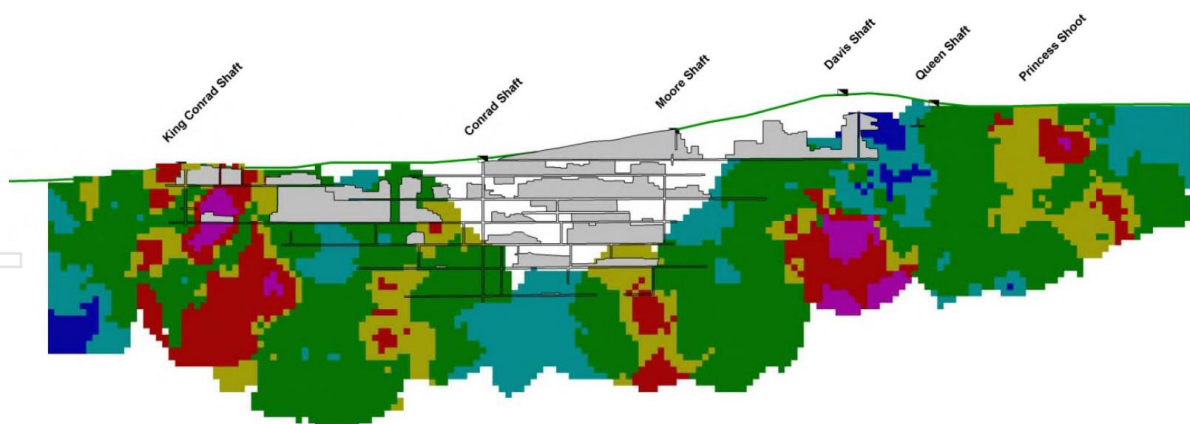 King Conrad Shaft
Conrad Shaft
Moore Shaft
Davis Shaft
Queen Shaft
Princess Shoot